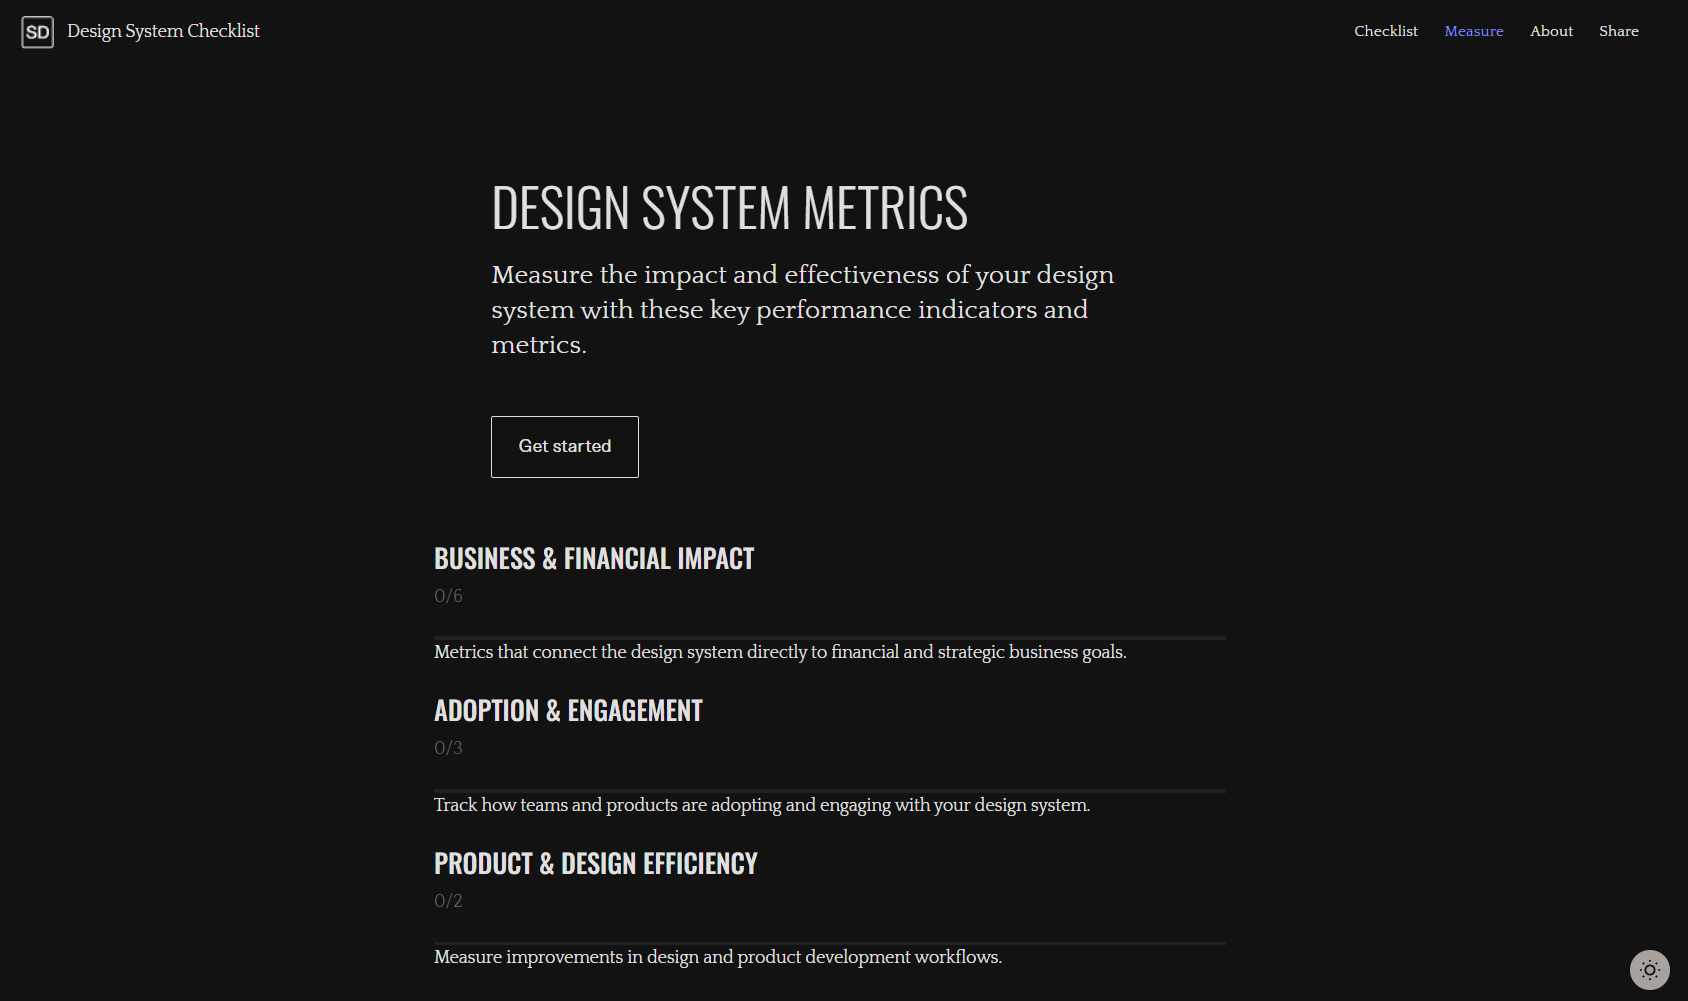 SD Design System Checklist
Checklist Measure About Share
DESIGN SYSTEM METRICS
Measure the impact and effectiveness of your design
system with these key performance indicators and
metrics.
Get started
BUSINESS & FINANCIAL IMPACT
0/6
Metrics that connect the design system directly to financial and strategic business goals.
ADOPTION & ENGAGEMENT
0/3
Track how teams and products are adopting and engaging with your design system.
PRODUCT & DESIGN EFFICIENCY
0/2
Measure improvements in design and product development workflows.